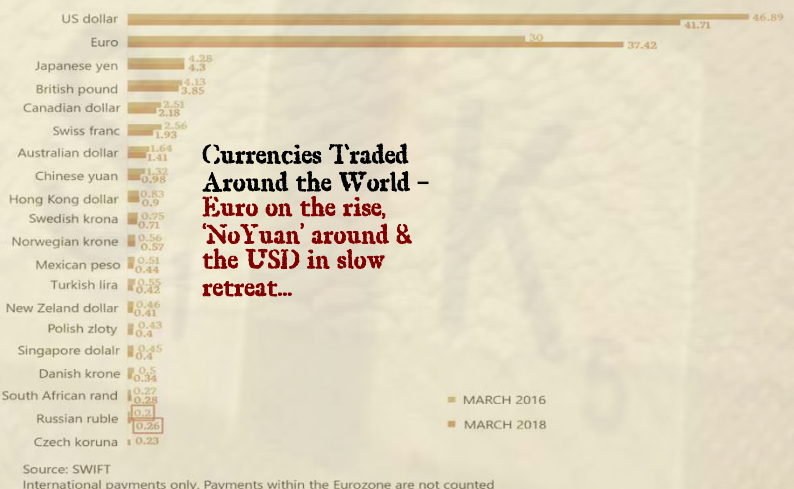 US dollar 46.89
41.71
Euro 30
37.42
Japanese yen 4.28
4.3
British pound 4.13
3.85
Canadian dollar 2.51
2.18
Swiss franc 2.56
1.93
Australian dollar 1.64
1.41
Chinese yuan 1.32
0.98
Hong Kong dollar 0.83
0.9
Swedish krona 0.75
0.71
Norwegian krone 0.56
0.57
Mexican peso 0.51
0.44
Turkish lira 0.55
0.42
New Zeland dollar 0.46
0.41
Polish zloty 0.43
0.4
Singapore dolalr 0.45
0.4
Danish krone 0.5
0.34
South African rand 0.27
0.28
Russian ruble 0.2
0.26
Czech koruna 0.23
Currencies Traded
Around the World –
Euro on the rise,
‘NoYuan’ around &
the USD in slow
retreat...
MARCH 2016
MARCH 2018
Source: SWIFT
International payments only. Payments within the Eurozone are not counted